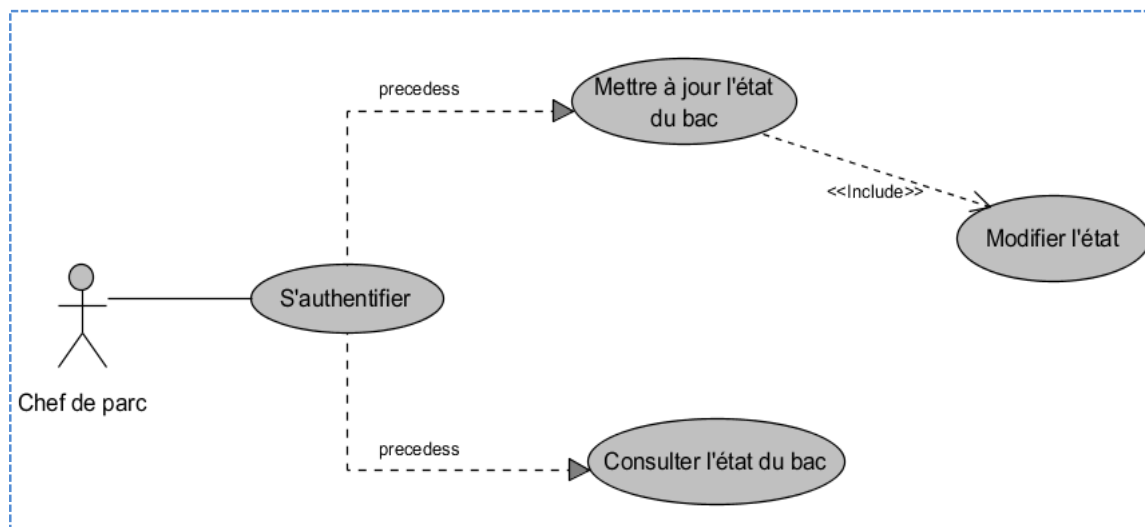 precedess
Mettre à jour l'état
du bac
<<Include>>
Modifier l'état
S'authentifier
Chef de parc
precedess
Consulter l'état du bac